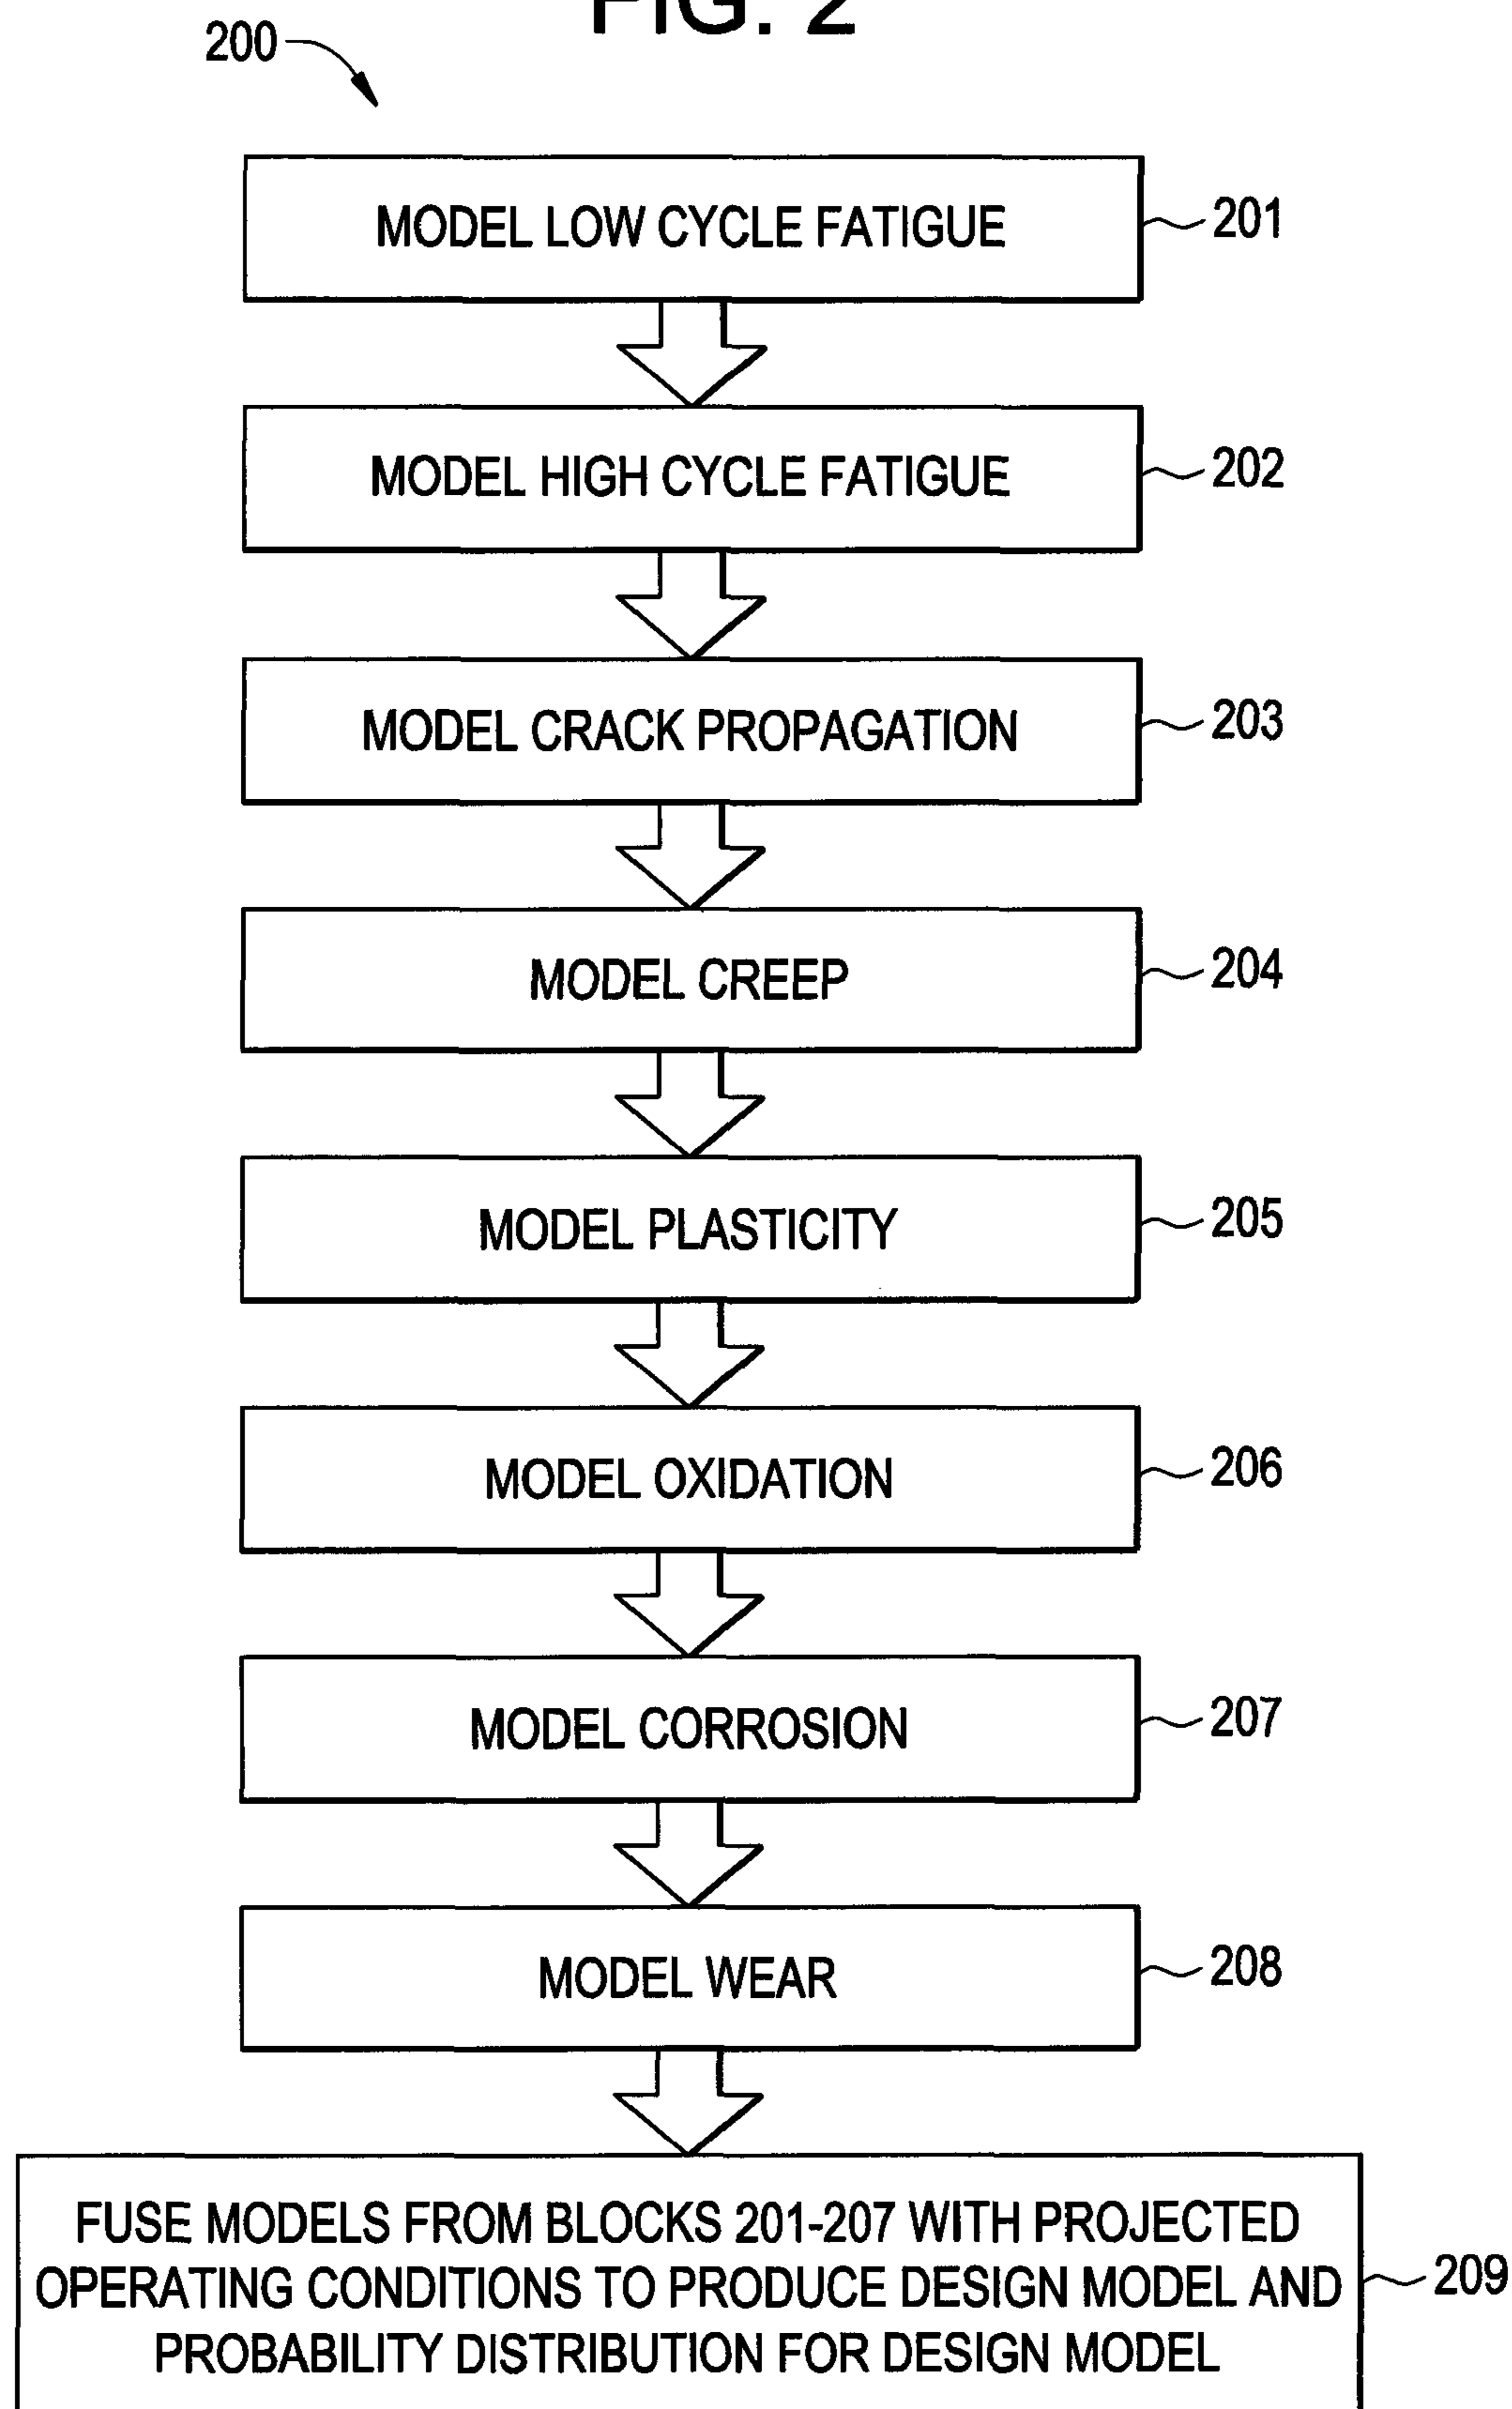 FIG. 2
200
MODEL LOW CYCLE FATIGUE
201
MODEL HIGH CYCLE FATIGUE
202
MODEL CRACK PROPAGATION
203
MODEL CREEP
204
MODEL PLASTICITY
205
MODEL OXIDATION
206
MODEL CORROSION
207
MODEL WEAR
208
FUSE MODELS FROM BLOCKS 201-207 WITH PROJECTED
OPERATING CONDITIONS TO PRODUCE DESIGN MODEL AND
PROBABILITY DISTRIBUTION FOR DESIGN MODEL
209